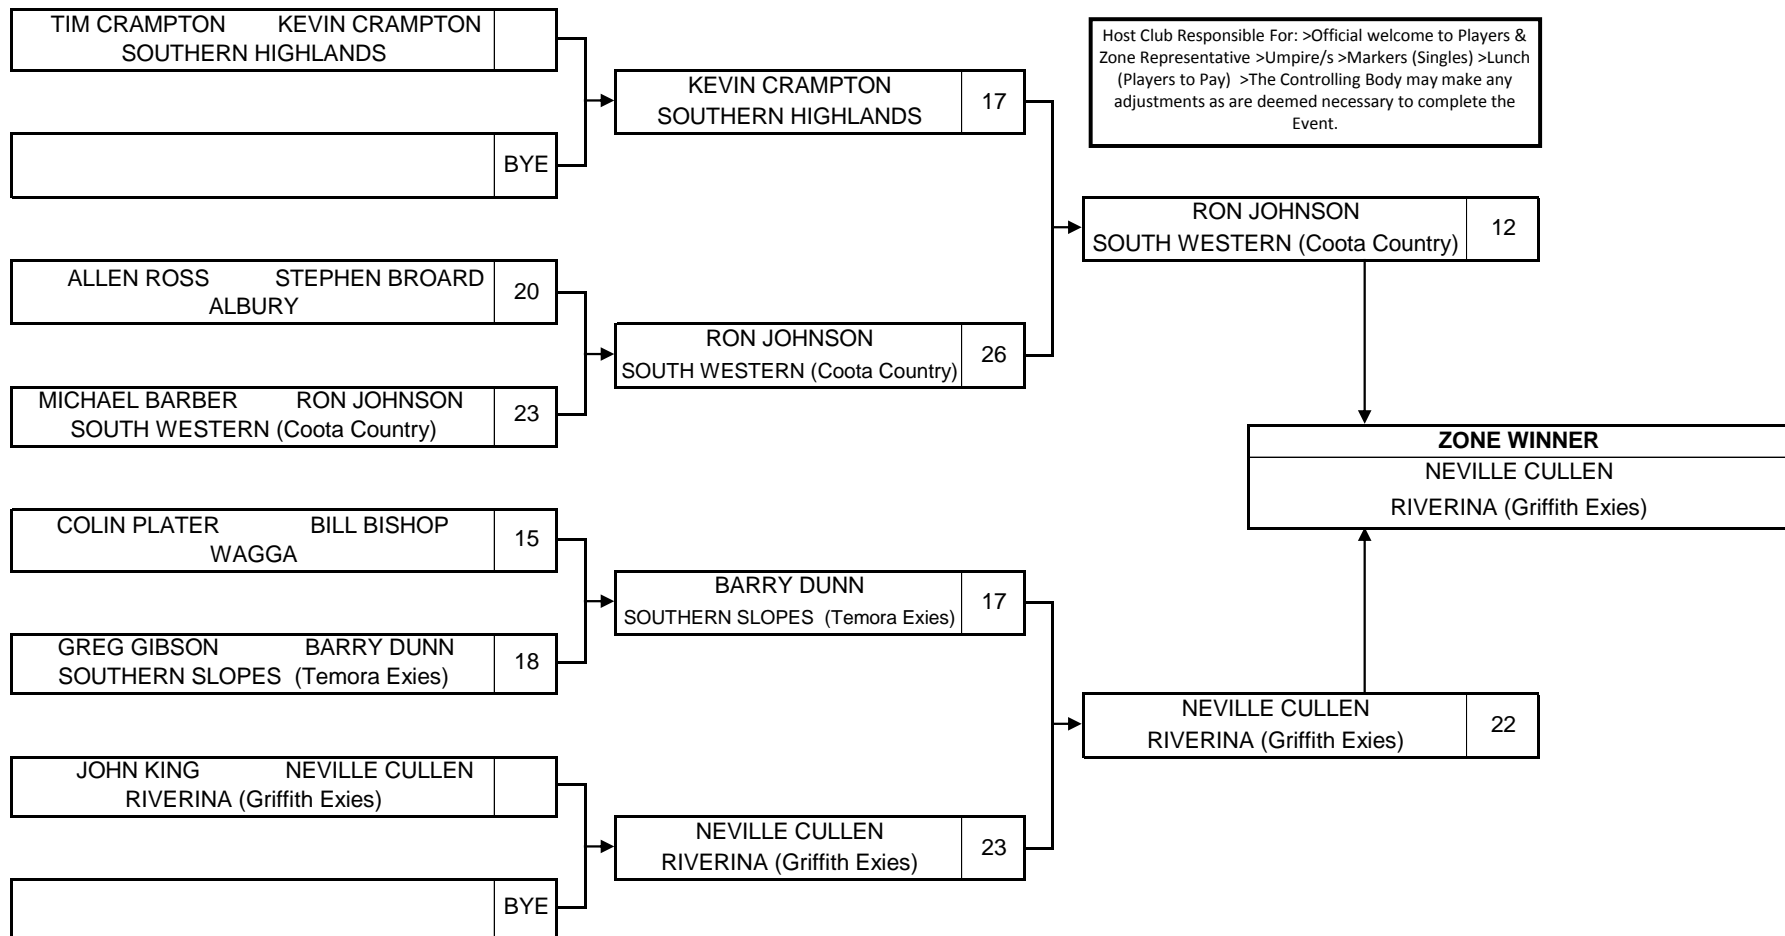 TIM CRAMPTON KEVIN CRAMPTON
SOUTHERN HIGHLANDS
BYE
ALLEN ROSS STEPHEN BROARD
ALBURY
20
MICHAEL BARBER RON JOHNSON
SOUTH WESTERN (Coota Country)
23
COLIN PLATER BILL BISHOP
WAGGA
15
GREG GIBSON BARRY DUNN
SOUTHERN SLOPES (Temora Exies)
18
JOHN KING NEVILLE CULLEN
RIVERINA (Griffith Exies)
BYE
KEVIN CRAMPTON
SOUTHERN HIGHLANDS
17
RON JOHNSON
SOUTH WESTERN (Coota Country)
26
BARRY DUNN
SOUTHERN SLOPES (Temora Exies)
17
NEVILLE CULLEN
RIVERINA (Griffith Exies)
23
Host Club Responsible For: >Official welcome to Players &
Zone Representative >Umpire/s >Markers (Singles) >Lunch
(Players to Pay) >The Controlling Body may make any
adjustments as are deemed necessary to complete the
Event.
RON JOHNSON
SOUTH WESTERN (Coota Country)
12
NEVILLE CULLEN
RIVERINA (Griffith Exies)
22
ZONE WINNER
NEVILLE CULLEN
RIVERINA (Griffith Exies)